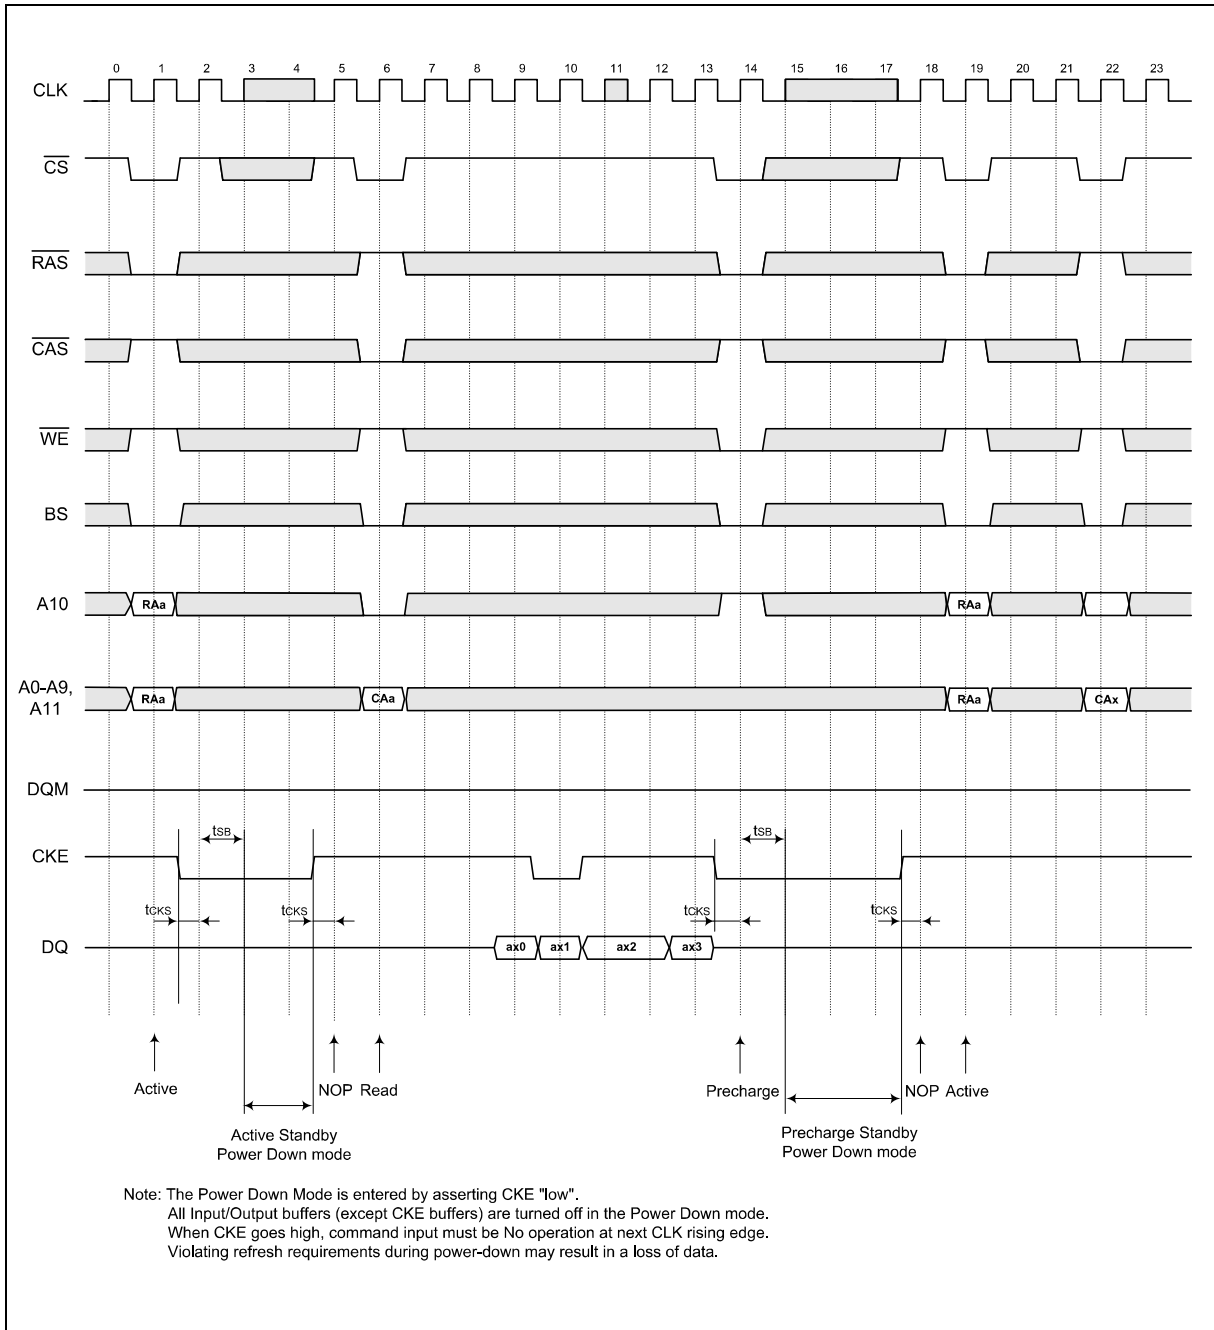 0 1 2 3 4 5 6 7 8 9 10 11 12 13 14 15 16 17 18 19 20 21 22 23
CLK
CS
RAS
CAS
WE
BS
A10 RAa RAa
A0-A9, A11 RAa CAa RAa CAx
DQM
tSB tSB
CKE
tCKS tCKS tCKS tCKS
DQ ax0 ax1 ax2 ax3
Active NOP Read Precharge NOP Active
Active Standby
Power Down mode
Precharge Standby
Power Down mode
Note: The Power Down Mode is entered by asserting CKE "low".
All Input/Output buffers (except CKE buffers) are turned off in the Power Down mode.
When CKE goes high, command input must be No operation at next CLK rising edge.
Violating refresh requirements during power-down may result in a loss of data.